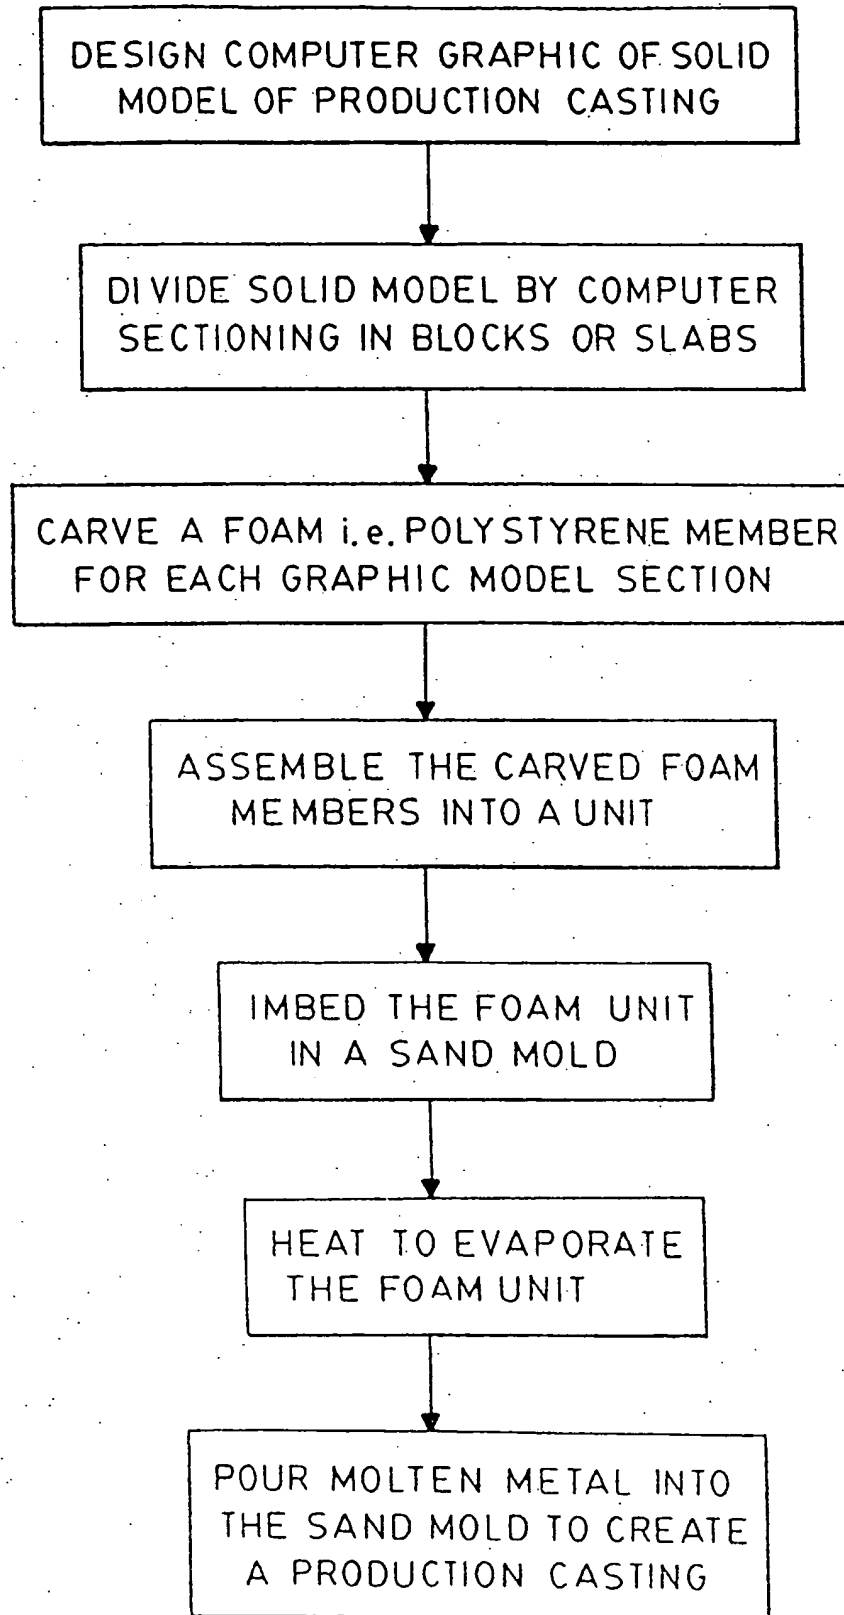 DESIGN COMPUTER GRAPHIC OF SOLID
MODEL OF PRODUCTION CASTING
DIVIDE SOLID MODEL BY COMPUTER
SECTIONING IN BLOCKS OR SLABS
CARVE A FOAM i.e. POLYSTYRENE MEMBER
FOR EACH GRAPHIC MODEL SECTION
ASSEMBLE THE CARVED FOAM
MEMBERS INTO A UNIT
IMBED THE FOAM UNIT
IN A SAND MOLD
HEAT TO EVAPORATE
THE FOAM UNIT
POUR MOLTEN METAL INTO
THE SAND MOLD TO CREATE
A PRODUCTION CASTING